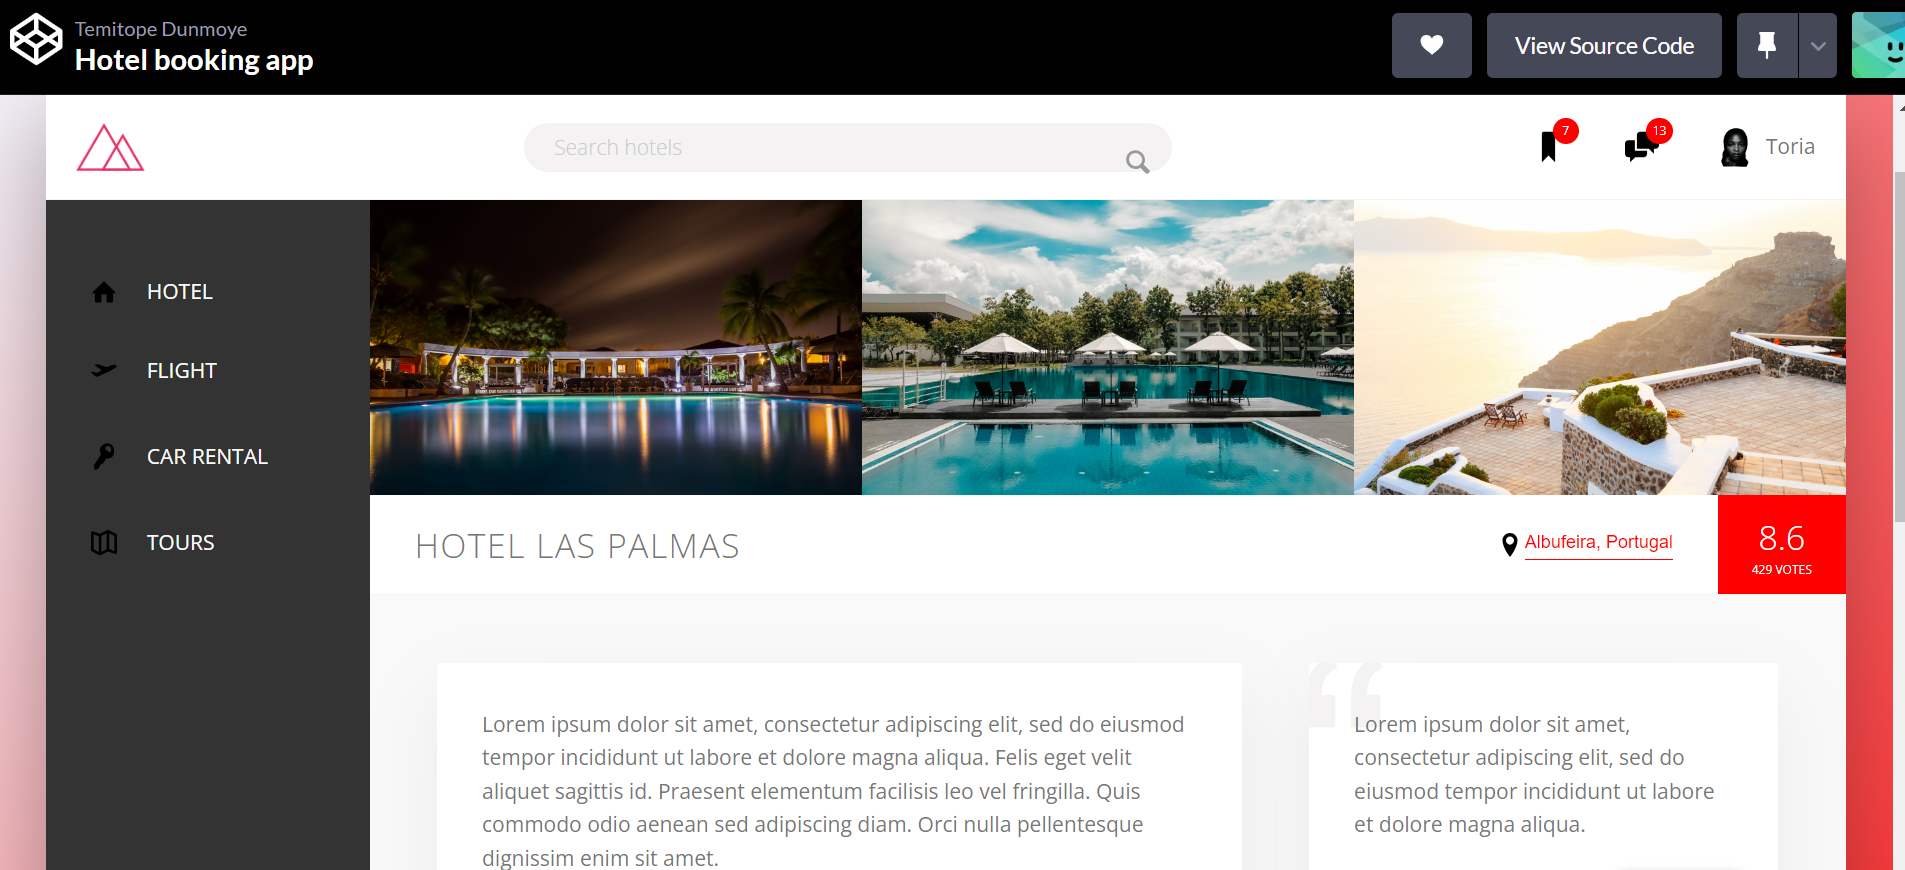 Temitope Dunmoye
Hotel booking app
View Source Code
Search hotels
7
13
Toria
HOTEL
FLIGHT
CAR RENTAL
TOURS
HOTEL LAS PALMAS
Albufeira, Portugal
8.6
429 VOTES
Lorem ipsum dolor sit amet, consectetur adipiscing elit, sed do eiusmod
tempor incididunt ut labore et dolore magna aliqua. Felis eget velit
aliquet sagittis id. Praesent elementum facilisis leo vel fringilla. Quis
commodo odio aenean sed adipiscing diam. Orci nulla pellentesque
dignissim enim sit amet.
“
Lorem ipsum dolor sit amet,
consectetur adipiscing elit, sed do
eiusmod tempor incididunt ut labore
et dolore magna aliqua.